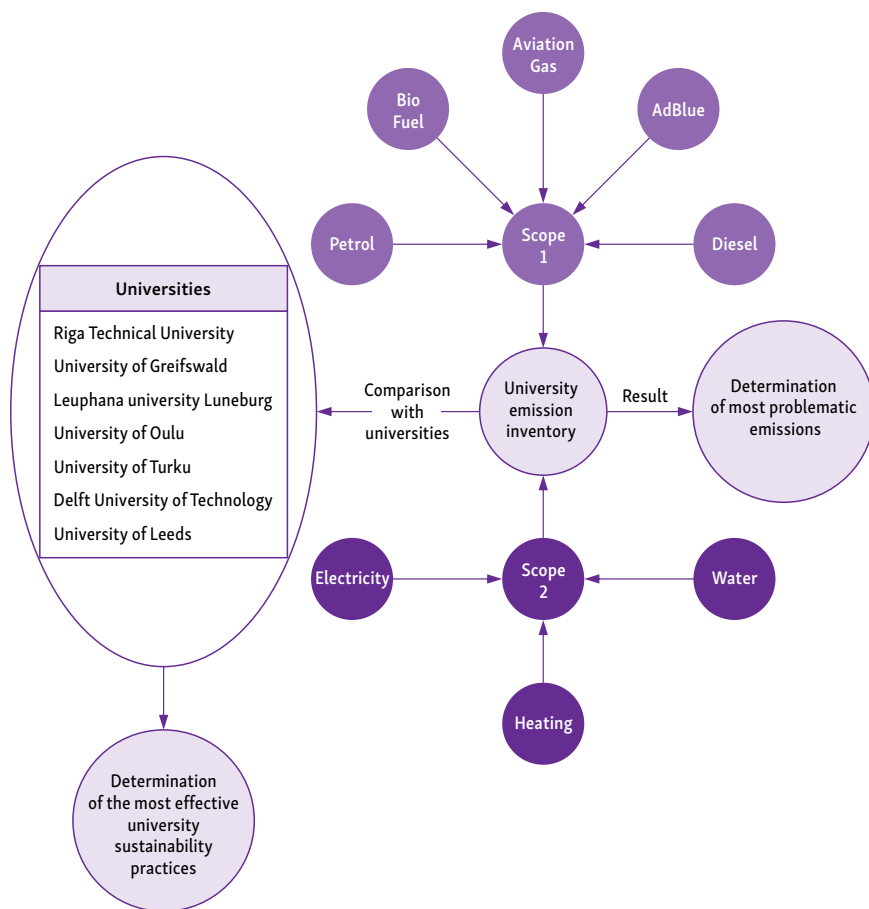 Aviation
Gas
Bio
Fuel
AdBlue
Petrol
Scope
1
Diesel
Universities
Riga Technical University
University of Greifswald
Leuphana university Luneburg
University of Oulu
University of Turku
Delft University of Technology
University of Leeds
Comparison
with
universities
University
emission
inventory
Result
Determination
of most problematic
emissions
Electricity
Scope
2
Water
Heating
Determination
of the most effective
university
sustainability
practices